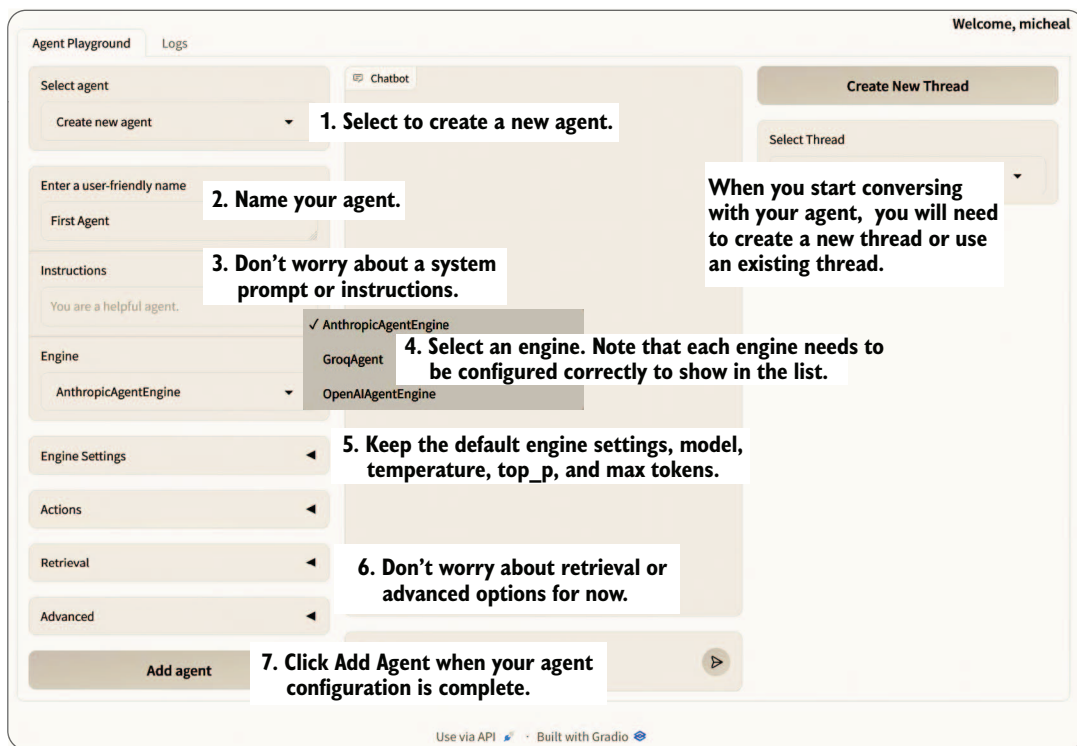 Welcome, micheal
Agent Playground
Logs
Select agent
Create new agent
1. Select to create a new agent.
Enter a user-friendly name
First Agent
2. Name your agent.
Instructions
You are a helpful agent.
3. Don’t worry about a system
prompt or instructions.
Engine
AnthropicAgentEngine
✓ AnthropicAgentEngine
GroqAgent
OpenAIAgentEngine
4. Select an engine. Note that each engine needs to
be configured correctly to show in the list.
Engine Settings
5. Keep the default engine settings, model,
temperature, top_p, and max tokens.
Actions
Retrieval
6. Don’t worry about retrieval or
advanced options for now.
Advanced
Add agent
7. Click Add Agent when your agent
configuration is complete.
Chatbot
Create New Thread
Select Thread
When you start conversing
with your agent, you will need
to create a new thread or use
an existing thread.
Use via API · Built with Gradio